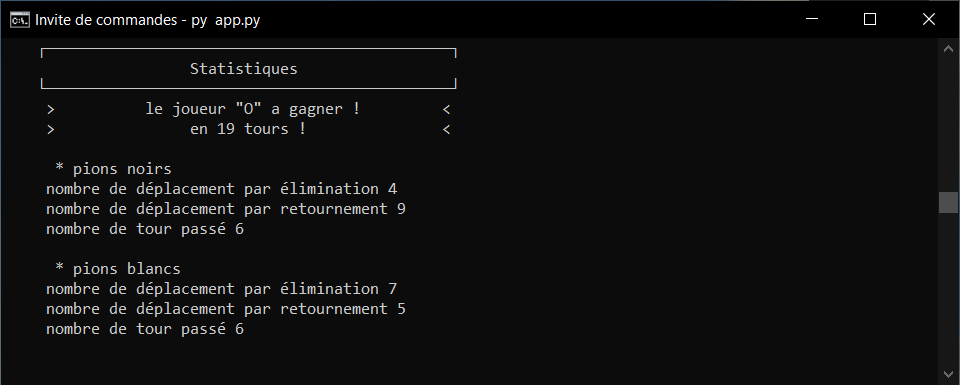 Invite de commandes - py app.py
Statistiques
> le joueur "O" a gagner ! <
> en 19 tours ! <
* pions noirs
nombre de déplacement par élimination 4
nombre de déplacement par retournement 9
nombre de tour passé 6
* pions blancs
nombre de déplacement par élimination 7
nombre de déplacement par retournement 5
nombre de tour passé 6